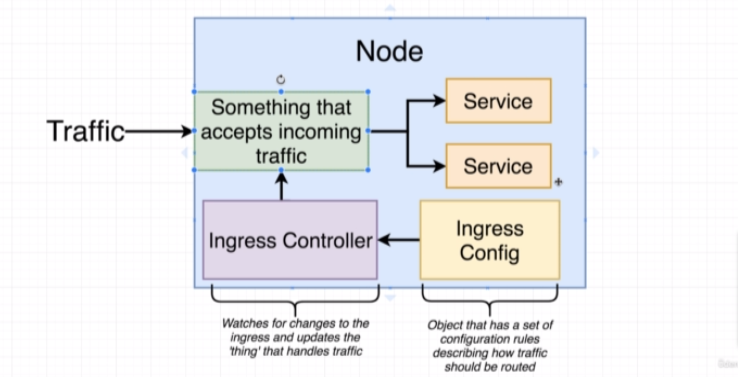 Node
Traffic
Something that
accepts incoming
traffic
Service
Service
Ingress Controller
Ingress
Config
Watches for changes to the
ingress and updates the
'thing' that handles traffic
Object that has a set of
configuration rules
describing how traffic
should be routed